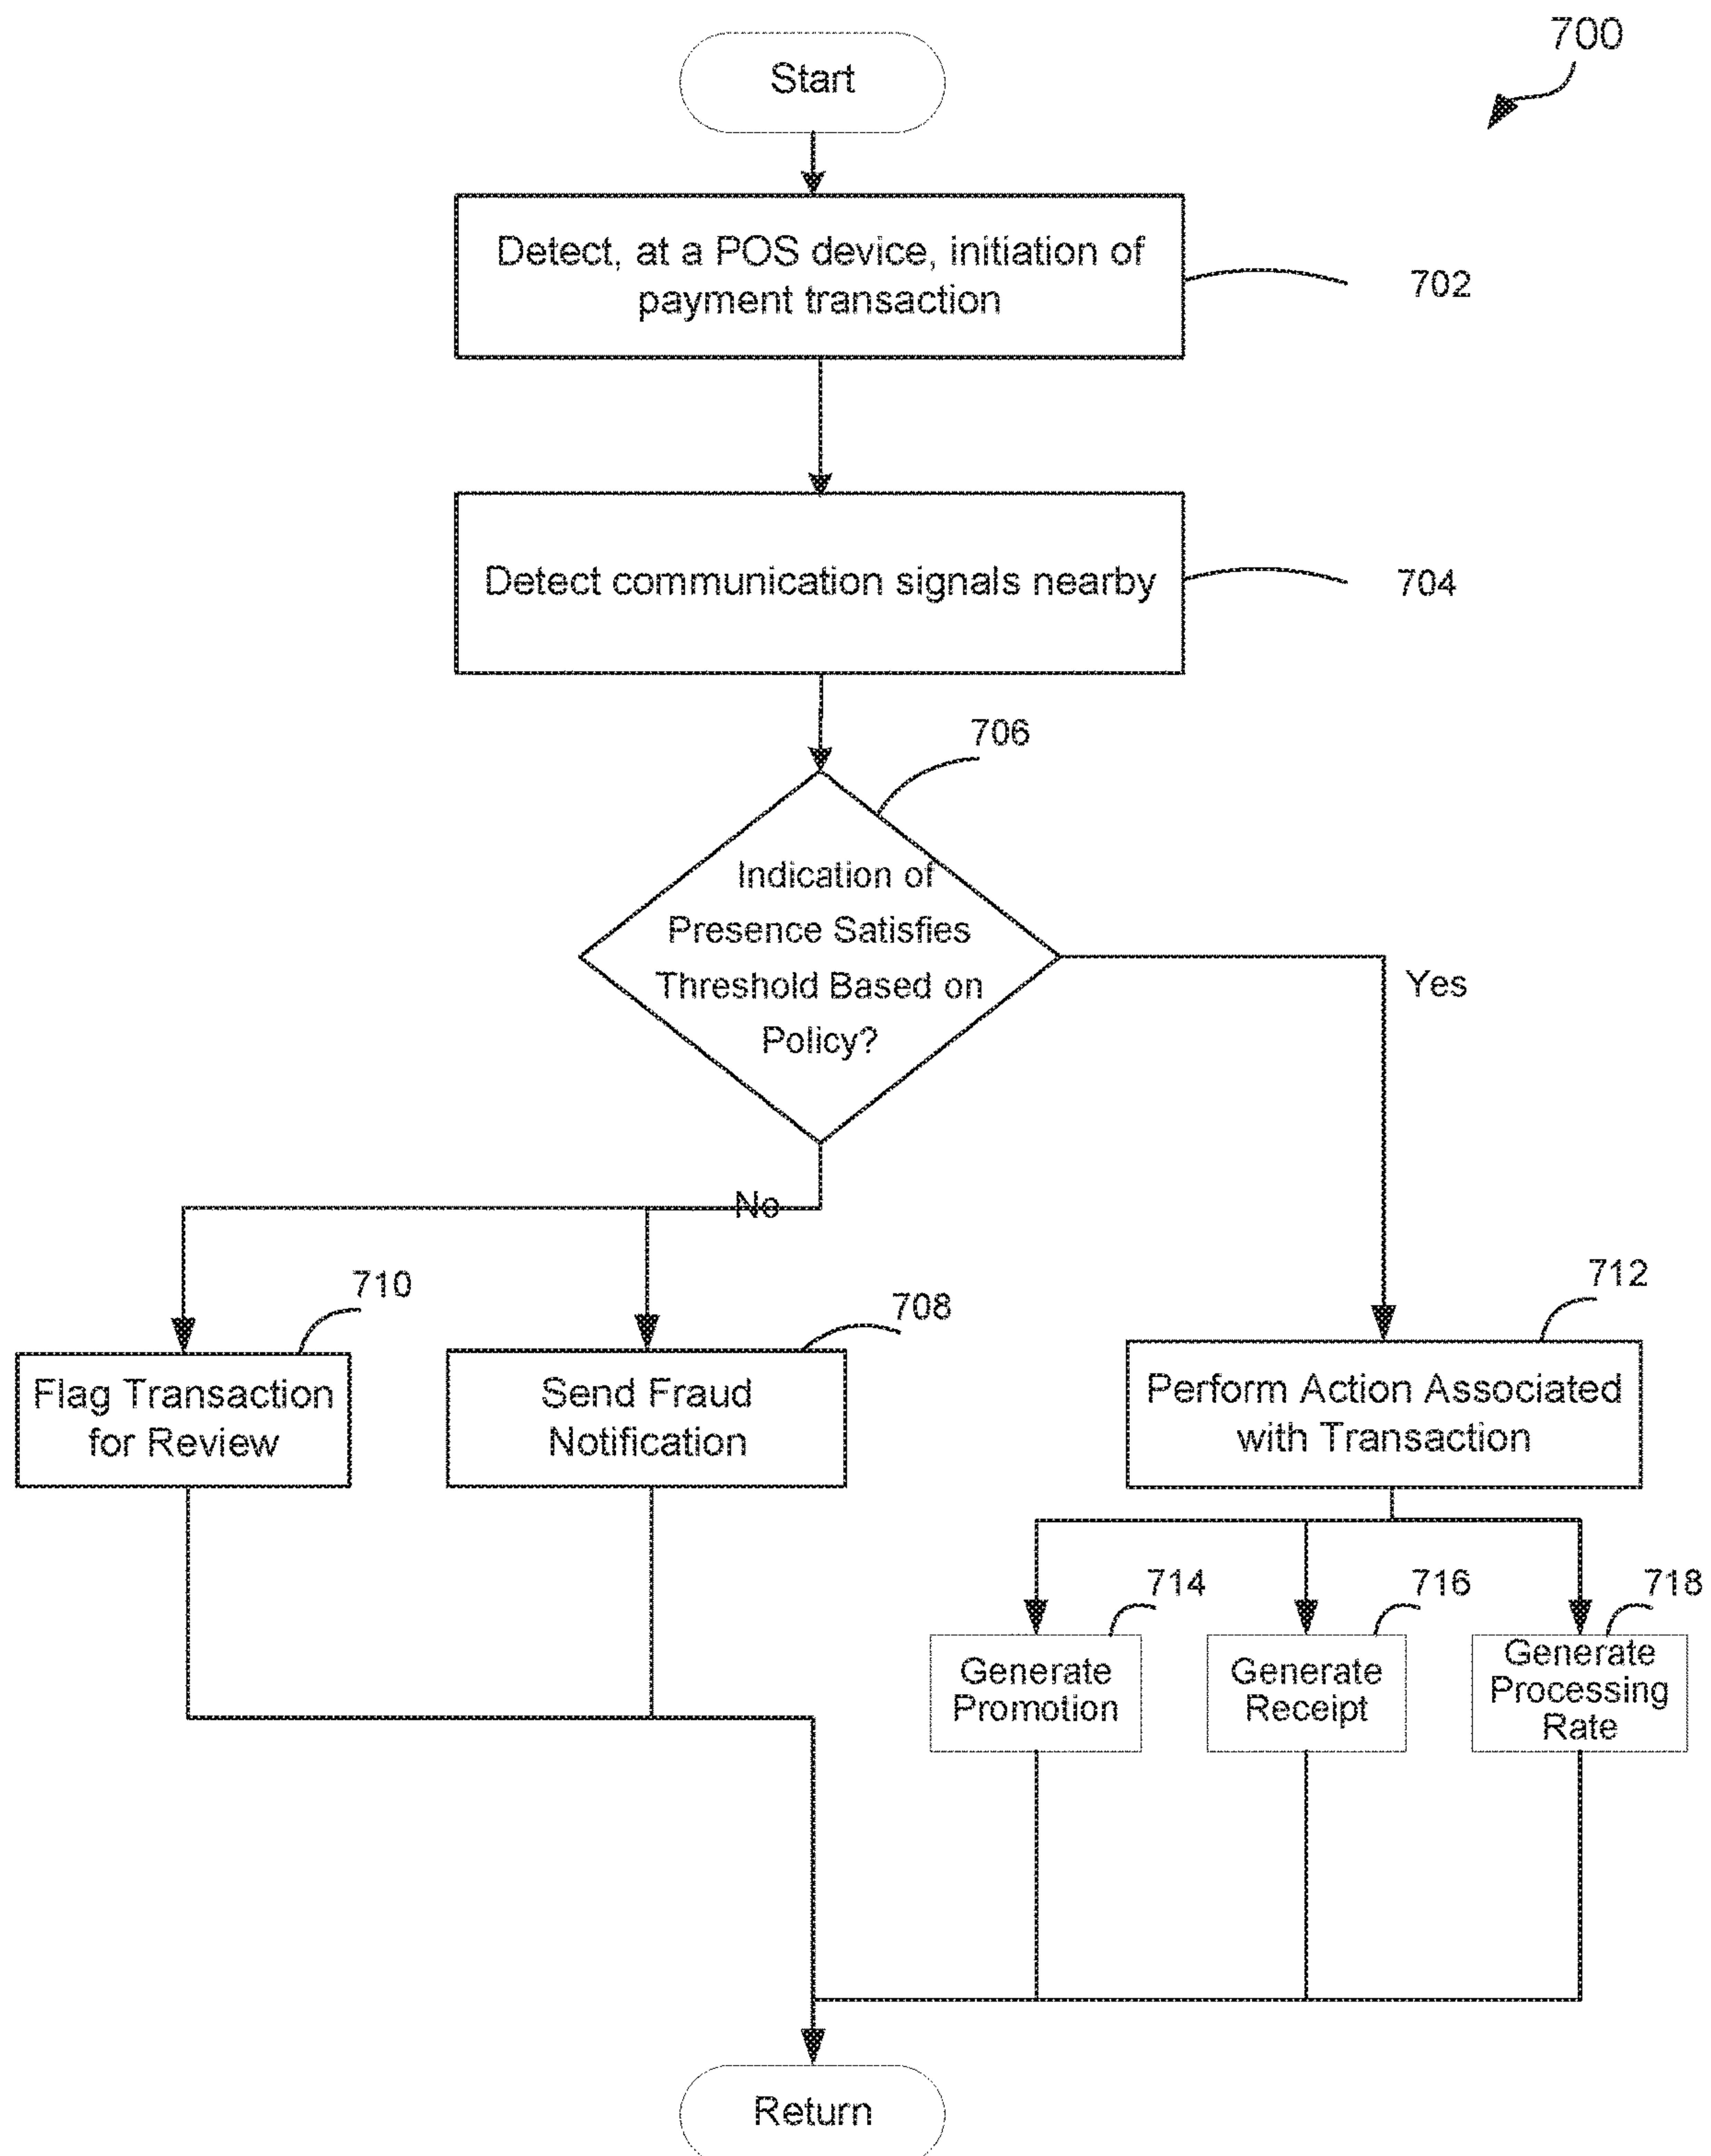 700
Start
Detect, at a POS device, initiation of
payment transaction
702
Detect communication signals nearby
704
706
Indication of
Presence Satisfies
Threshold Based on
Policy?
Yes
No
710
708
712
Flag Transaction
for Review
Send Fraud
Notification
Perform Action Associated
with Transaction
714
716
718
Generate
Promotion
Generate
Receipt
Generate
Processing
Rate
Return